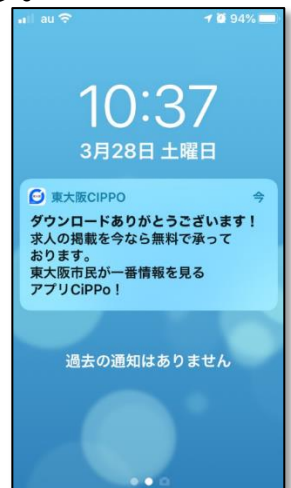 au 94%
10:37
3月28日 土曜日
東大阪CIPPO 今
ダウンロードありがとうございます！
求人の掲載を今なら無料で承って
おります。
東大阪市民が一番情報を見る
アプリCiPPo！
過去の通知はありません